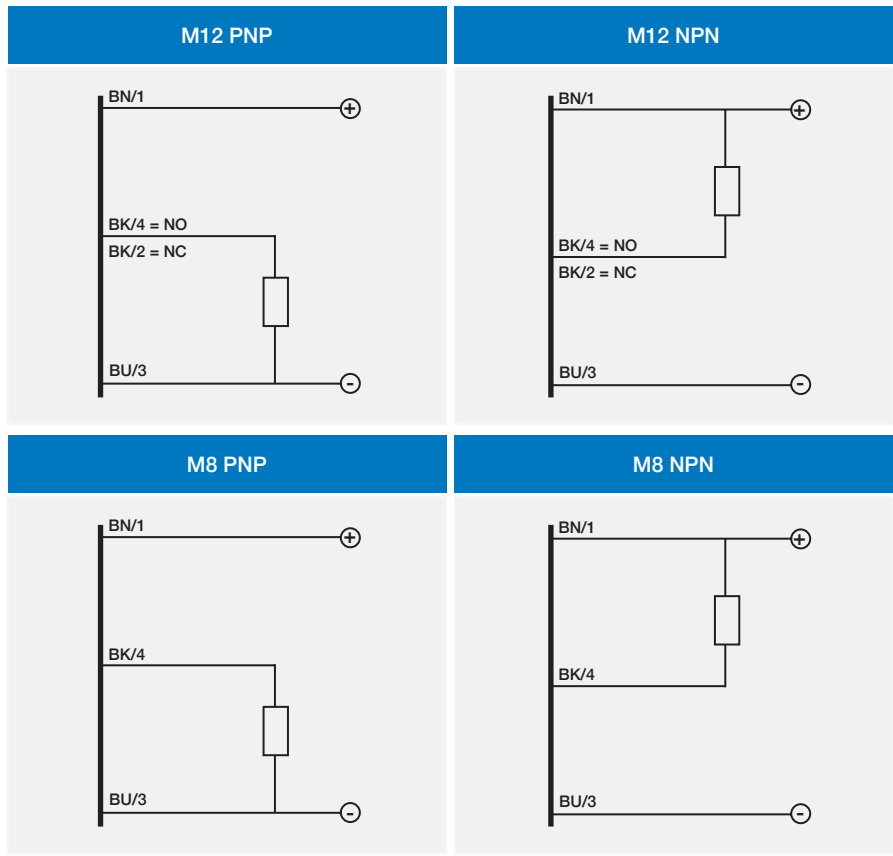 M12 PNP
BN/1
+
BK/4 = NO
BK/2 = NC
BU/3
-
M12 NPN
BN/1
+
BK/4 = NO
BK/2 = NC
BU/3
-
M8 PNP
BN/1
+
BK/4
BU/3
-
M8 NPN
BN/1
+
BK/4
BU/3
-